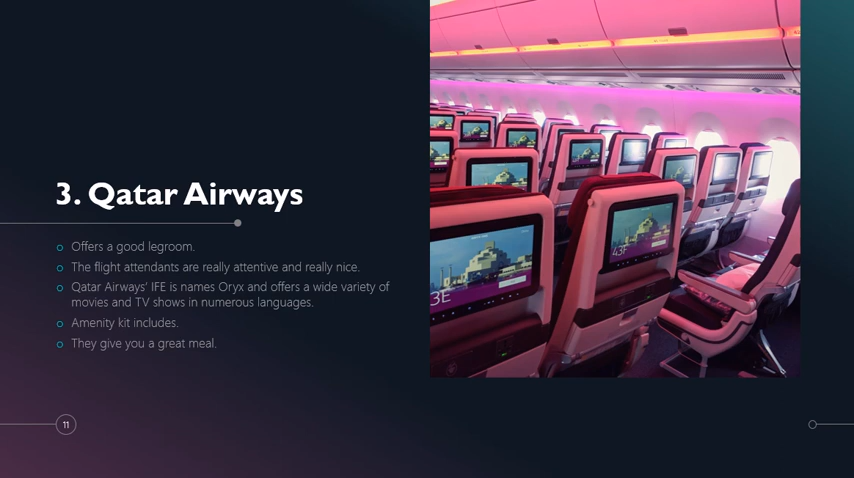 3. Qatar Airways
Offers a good legroom.
The flight attendants are really attentive and really nice.
Qatar Airways' IFE is names Oryx and offers a wide variety of
movies and TV shows in numerous languages.
Amenity kit includes.
They give you a great meal.
3E
43F
11